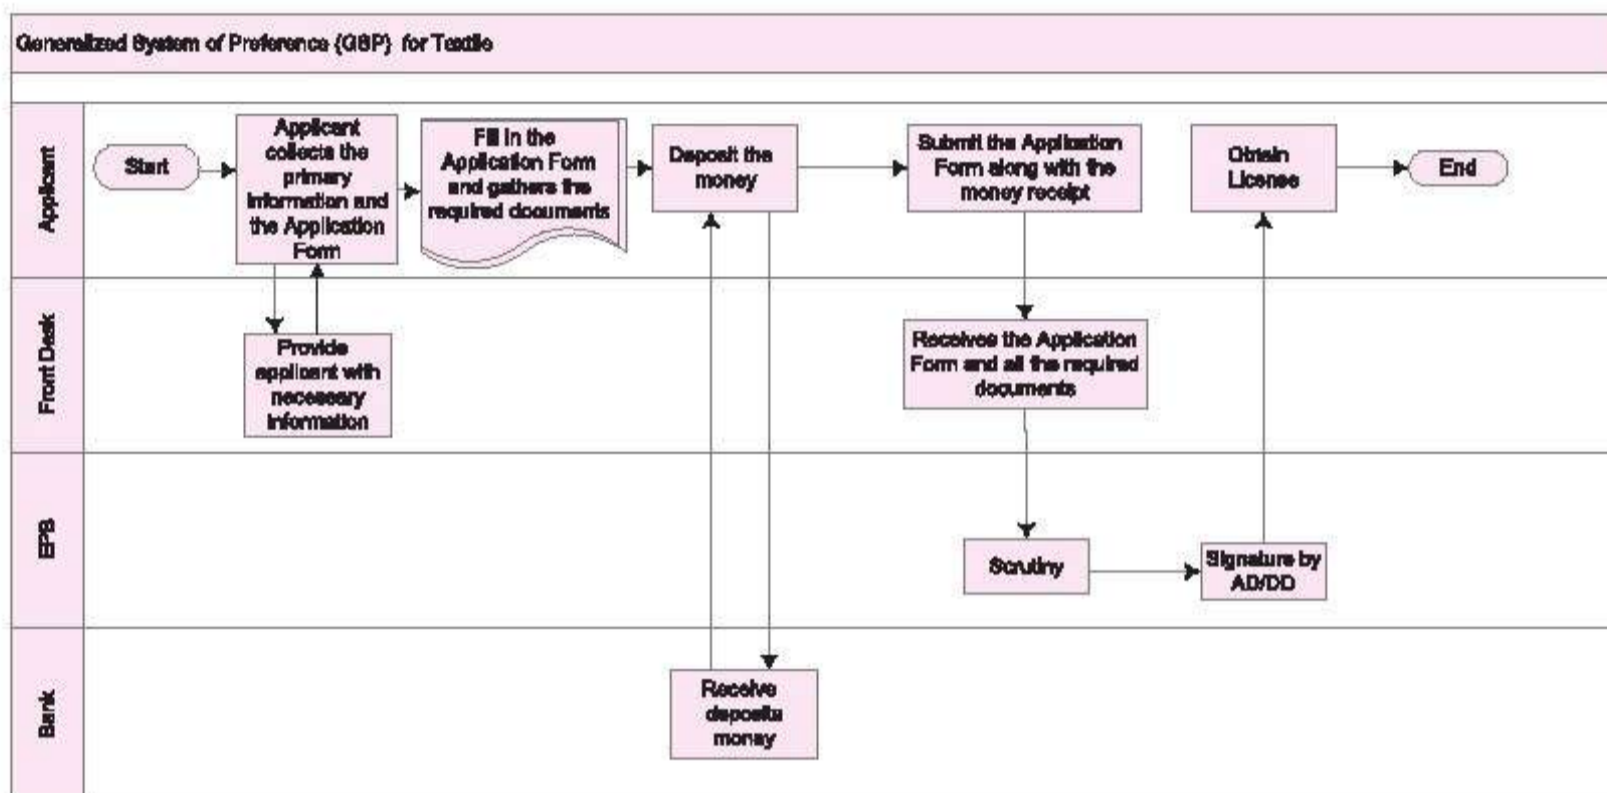 Generalized System of Preference (GSP) for Textile
Applicant
Start
Applicant
collects the
primary
information and
the Application
Form
Fill in the
Application Form
and gathers the
required documents
Deposit the
money
Submit the Application
Form along with the
money receipt
Obtain
License
End
Front Desk
Provide
applicant with
necessary
information
Receives the Application
Form and all the required
documents
EPB
Scrutiny
Signature by
AD/DD
Bank
Receive
deposits
money